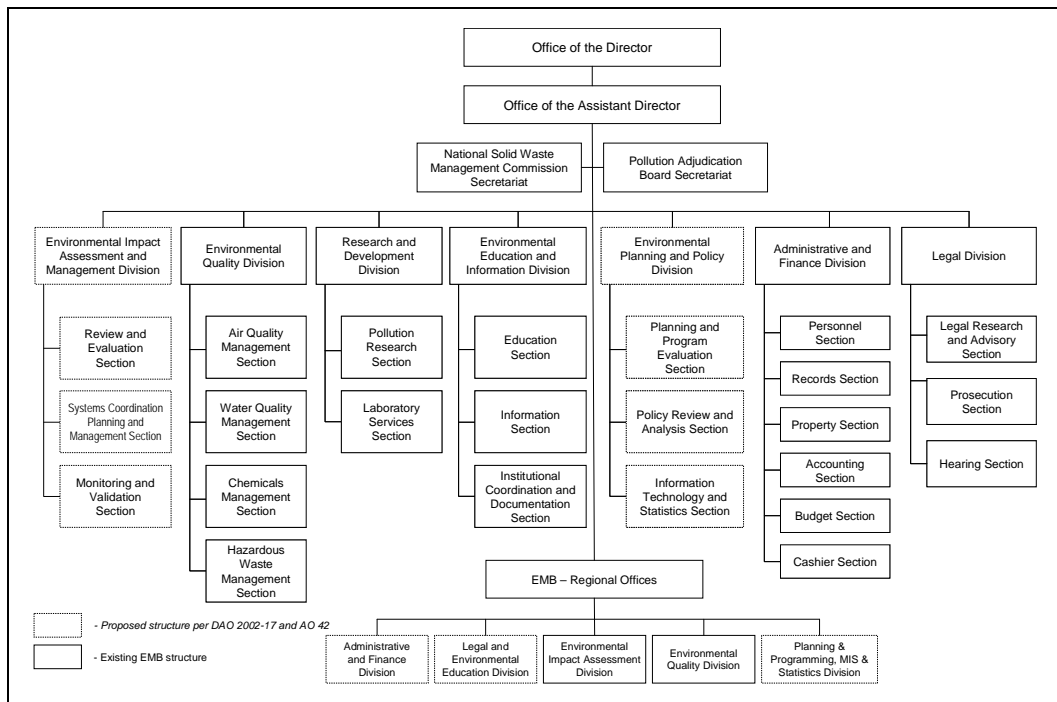 Office of the Director
Office of the Assistant Director
National Solid Waste
Management Commission
Secretariat
Pollution Adjudication
Board Secretariat
Environmental Impact
Assessment and
Management Division
Environmental
Quality Division
Research and
Development
Division
Environmental
Education and
Information Division
Environmental
Planning and Policy
Division
Administrative and
Finance Division
Legal Division
Review and
Evaluation
Section
Systems Coordination
Planning and
Management Section
Monitoring and
Validation
Section
Air Quality
Management
Section
Water Quality
Management
Section
Chemicals
Management
Section
Hazardous
Waste
Management
Section
Pollution
Research
Section
Laboratory
Services
Section
Education
Section
Information
Section
Institutional
Coordination and
Documentation
Section
Planning and
Program
Evaluation
Section
Policy Review and
Analysis Section
Information
Technology and
Statistics Section
Personnel
Section
Records Section
Property Section
Accounting
Section
Budget Section
Cashier Section
Legal Research
and Advisory
Section
Prosecution
Section
Hearing Section
EMB – Regional Offices
Administrative
and Finance
Division
Legal and
Environmental
Education Division
Environmental
Impact Assessment
Division
Environmental
Quality Division
Planning &
Programming, MIS &
Statistics Division
- Proposed structure per DAO 2002-17 and AO 42
- Existing EMB structure